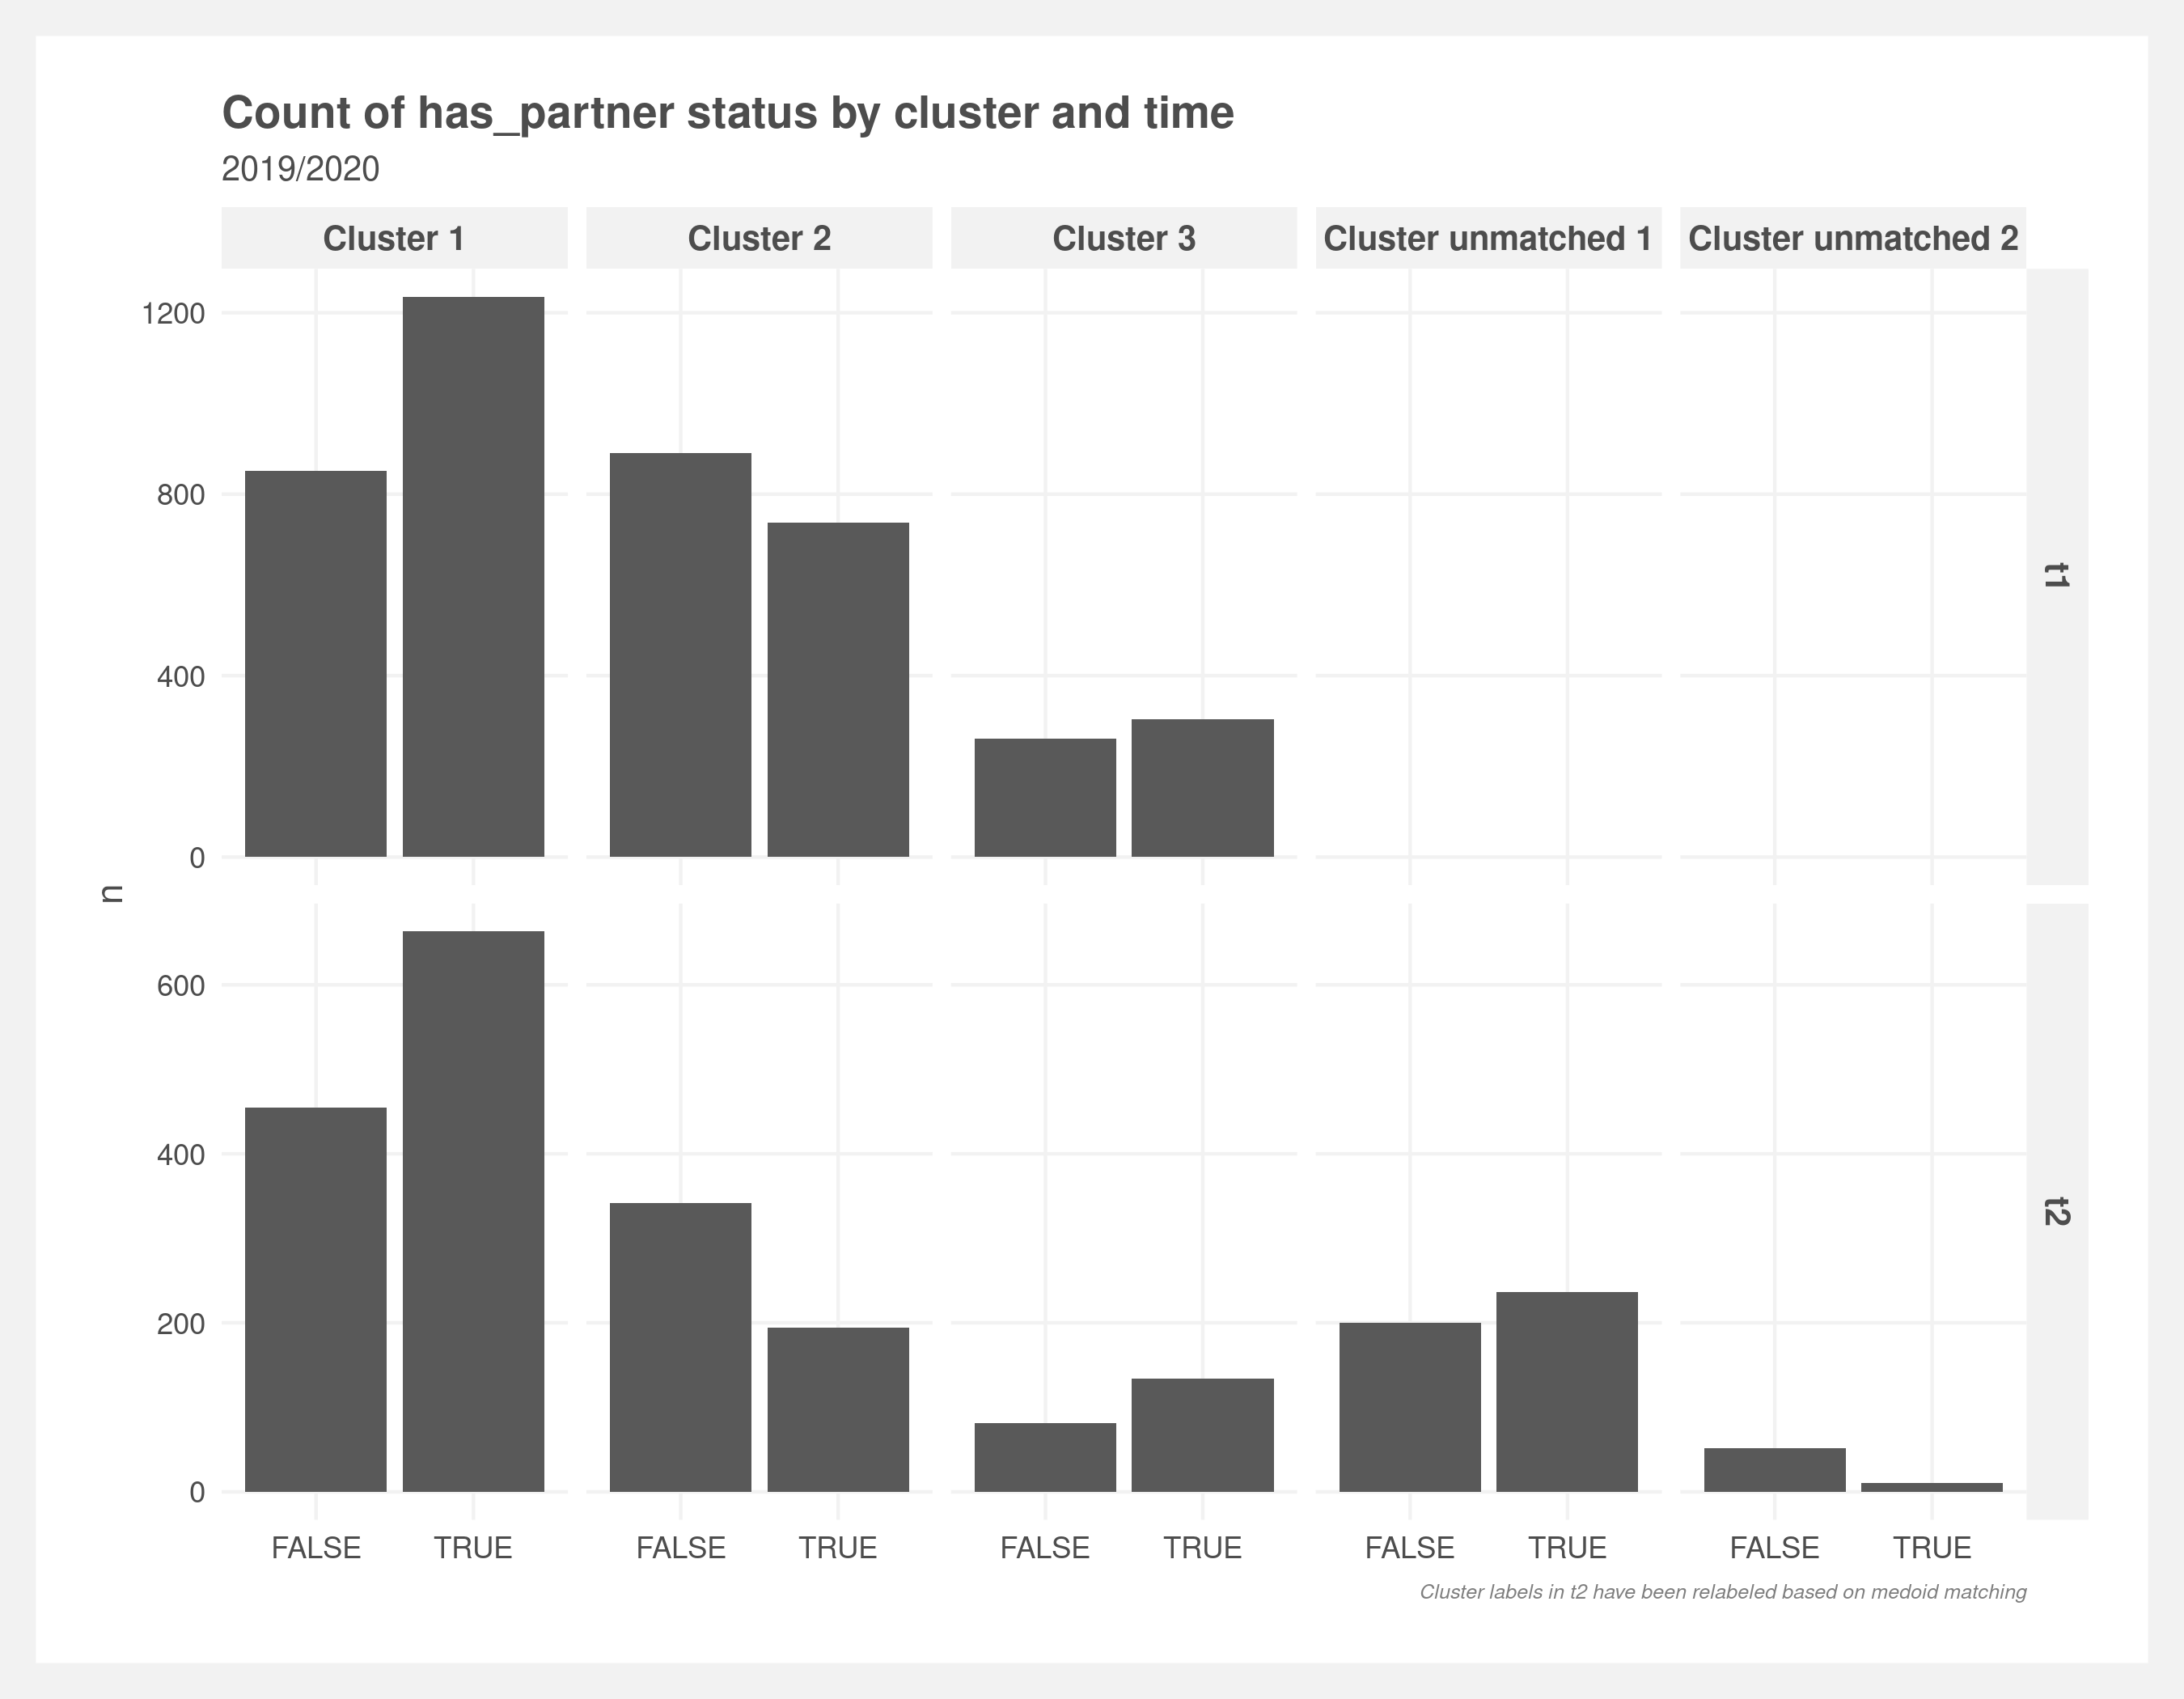 Count of has_partner status by cluster and time
2019/2020
Cluster 1 Cluster 2 Cluster 3 Cluster unmatched 1 Cluster unmatched 2
1200
800
400
0
t1
n
600
400
200
0
t2
FALSE TRUE FALSE TRUE FALSE TRUE FALSE TRUE FALSE TRUE
Cluster labels in t2 have been relabeled based on medoid matching